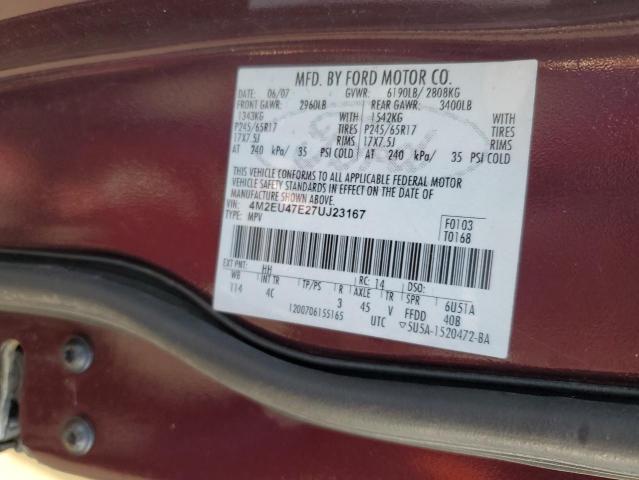 MFD. BY FORD MOTOR CO.
DATE: 06/07 GVWR: 6190LB/ 2808KG
FRONT GAWR: 2960LB REAR GAWR: 3400LB
1343KG WITH 1542KG WITH
P245/65R17 TIRES P245/65R17 TIRES
17X7.5J RIMS 17X7.5J RIMS
AT 240 kPa/ 35 PSI COLD AT 240 kPa/ 35 PSI COLD
THIS VEHICLE CONFORMS TO ALL APPLICABLE FEDERAL MOTOR
VEHICLE SAFETY STANDARDS IN EFFECT ON THE DATE OF
MANUFACTURE SHOWN ABOVE.
VIN: 4M2EU47E27UJ23167
TYPE: MPV
F0103
T0168
EXT PNT: HH RC: 14 DSO:
WB INT TR TP/PS R AXLE TR SPR 6U51A
114 4C 3 45 V FFDD 40B
1200706155165 UTC ▽5U5A-1520472-BA